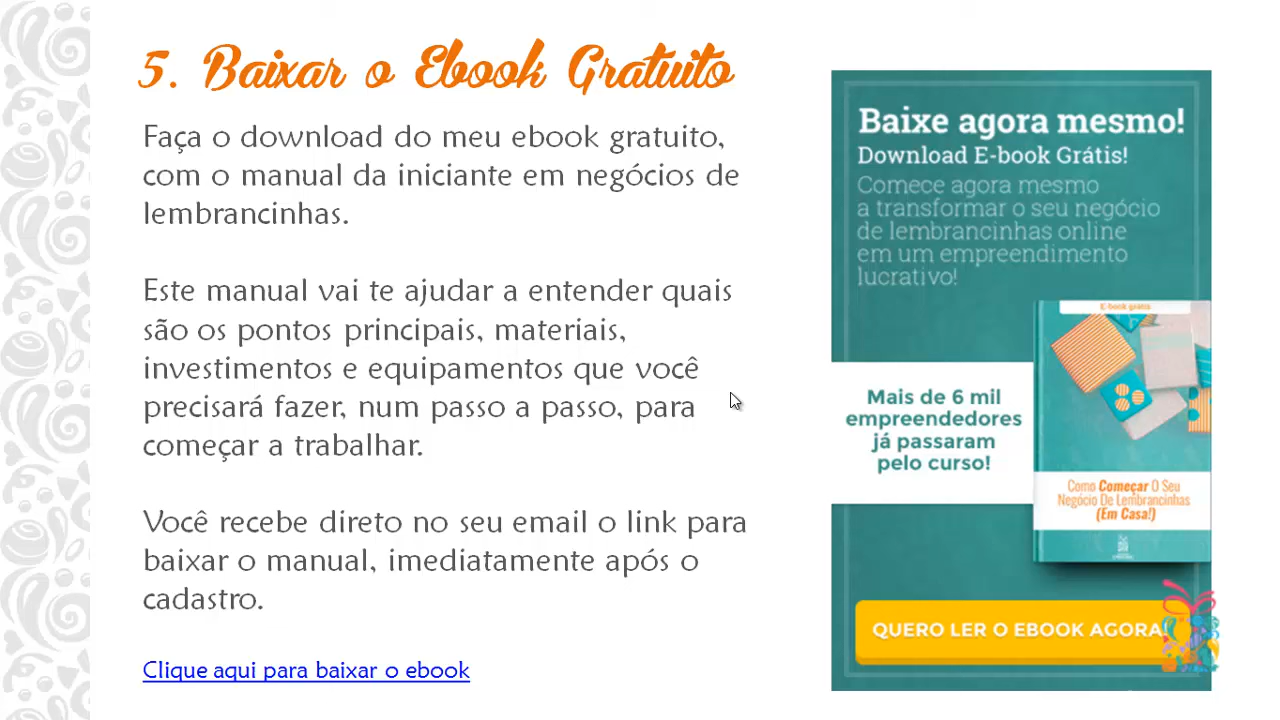 5. Baixar o Ebook Gratuito
Faça o download do meu ebook gratuito,
com o manual da iniciante em negócios de
lembrancinhas.
Este manual vai te ajudar a entender quais
são os pontos principais, materiais,
investimentos e equipamentos que você
precisará fazer, num passo a passo, para
começar a trabalhar.
Você recebe direto no seu email o link para
baixar o manual, imediatamente após o
cadastro.
Clique aqui para baixar o ebook
Baixe agora mesmo!
Download E-book Grátis!
Comece agora mesmo
a transformar o seu negócio
de lembrancinhas online
em um empreendimento
lucrativo!
E-book grátis
Mais de 6 mil
empreendedores
já passaram
pelo curso!
Como Começar O Seu
Negócio De Lembrancinhas
(Em Casa!)
QUERO LER O EBOOK AGORA!